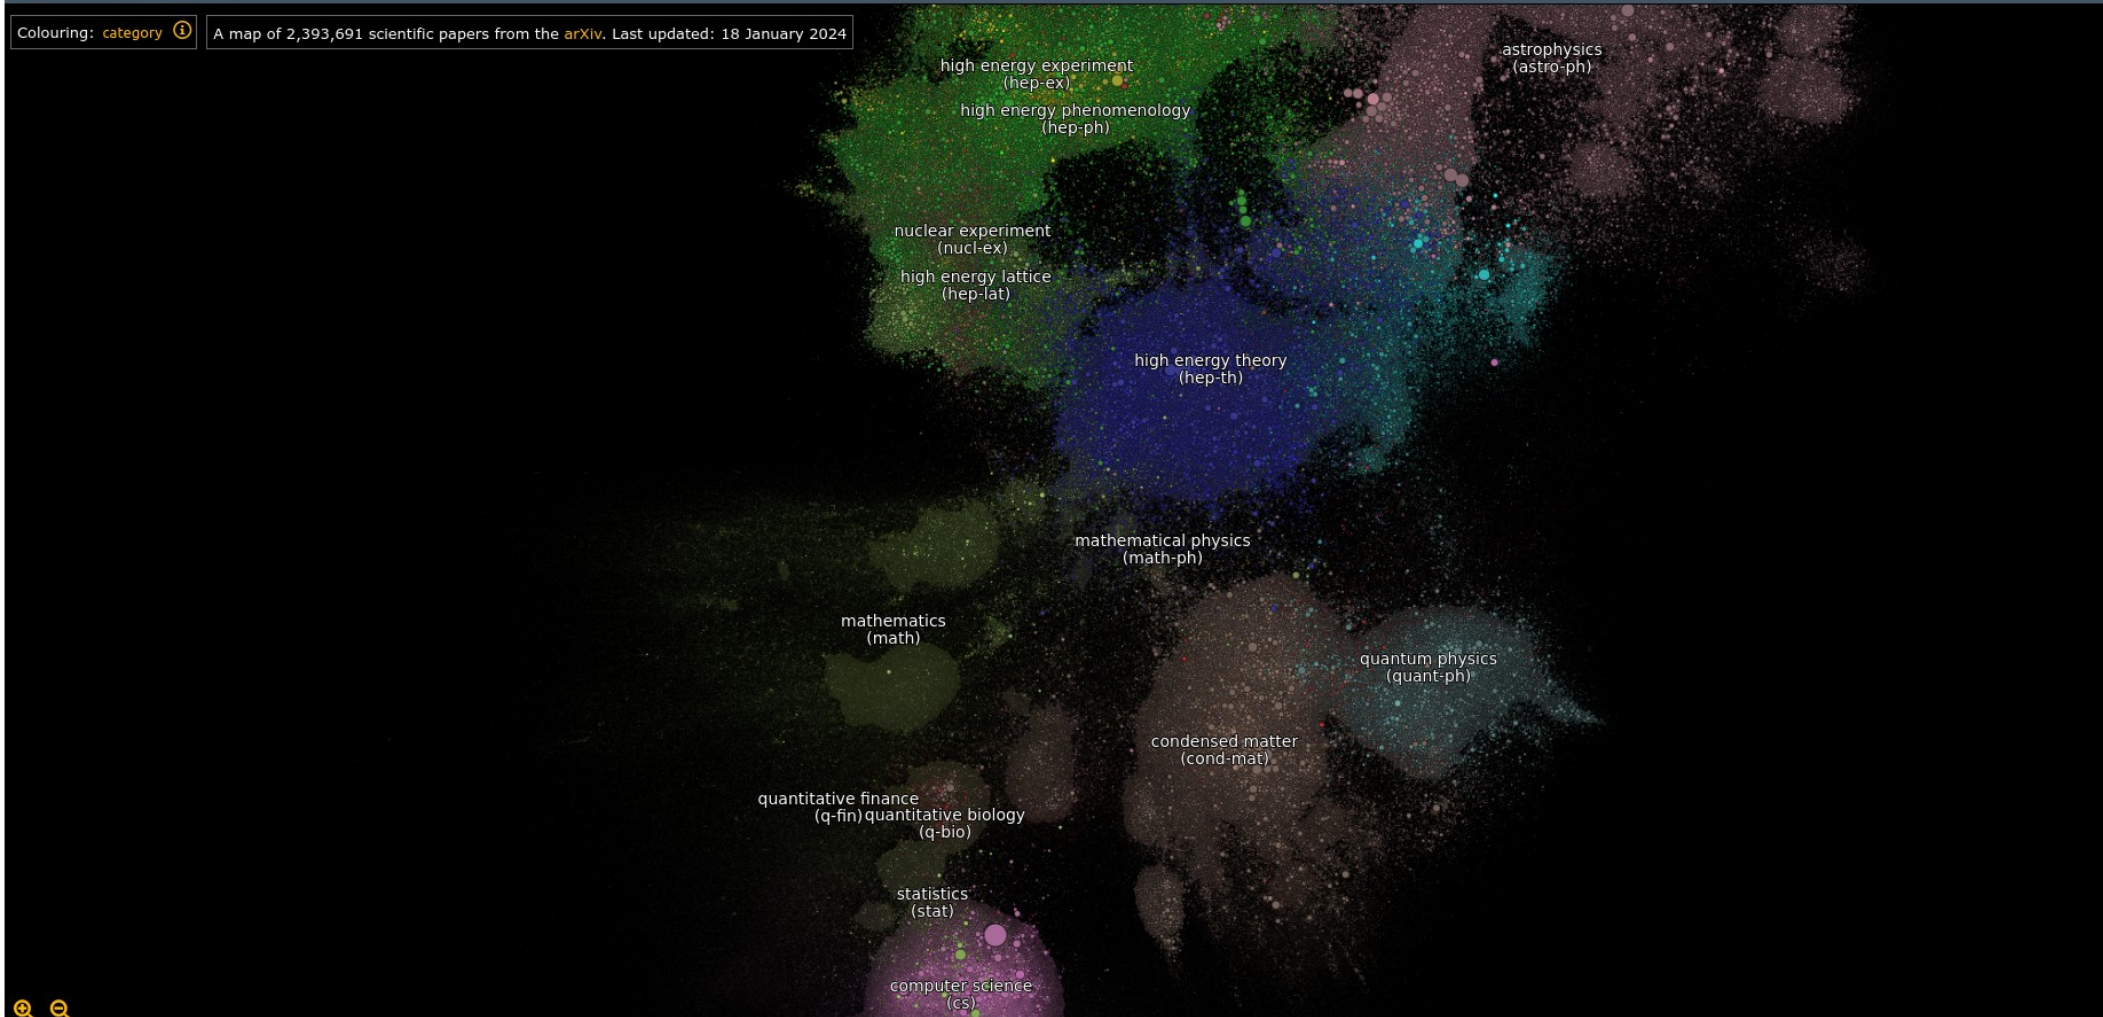 Colouring: category
A map of 2,393,691 scientific papers from the arXiv. Last updated: 18 January 2024
astrophysics
(astro-ph)
high energy experiment
(hep-ex)
high energy phenomenology
(hep-ph)
nuclear experiment
(nucl-ex)
high energy lattice
(hep-lat)
high energy theory
(hep-th)
mathematical physics
(math-ph)
mathematics
(math)
quantum physics
(quant-ph)
condensed matter
(cond-mat)
quantitative finance
(q-fin)
quantitative biology
(q-bio)
statistics
(stat)
computer science
(cs)